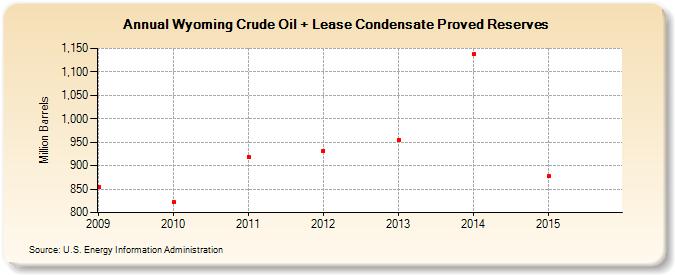 Annual Wyoming Crude Oil + Lease Condensate Proved Reserves
Million Barrels
1,150
1,100
1,050
1,000
950
900
850
800
2009 2010 2011 2012 2013 2014 2015
Source: U.S. Energy Information Administration